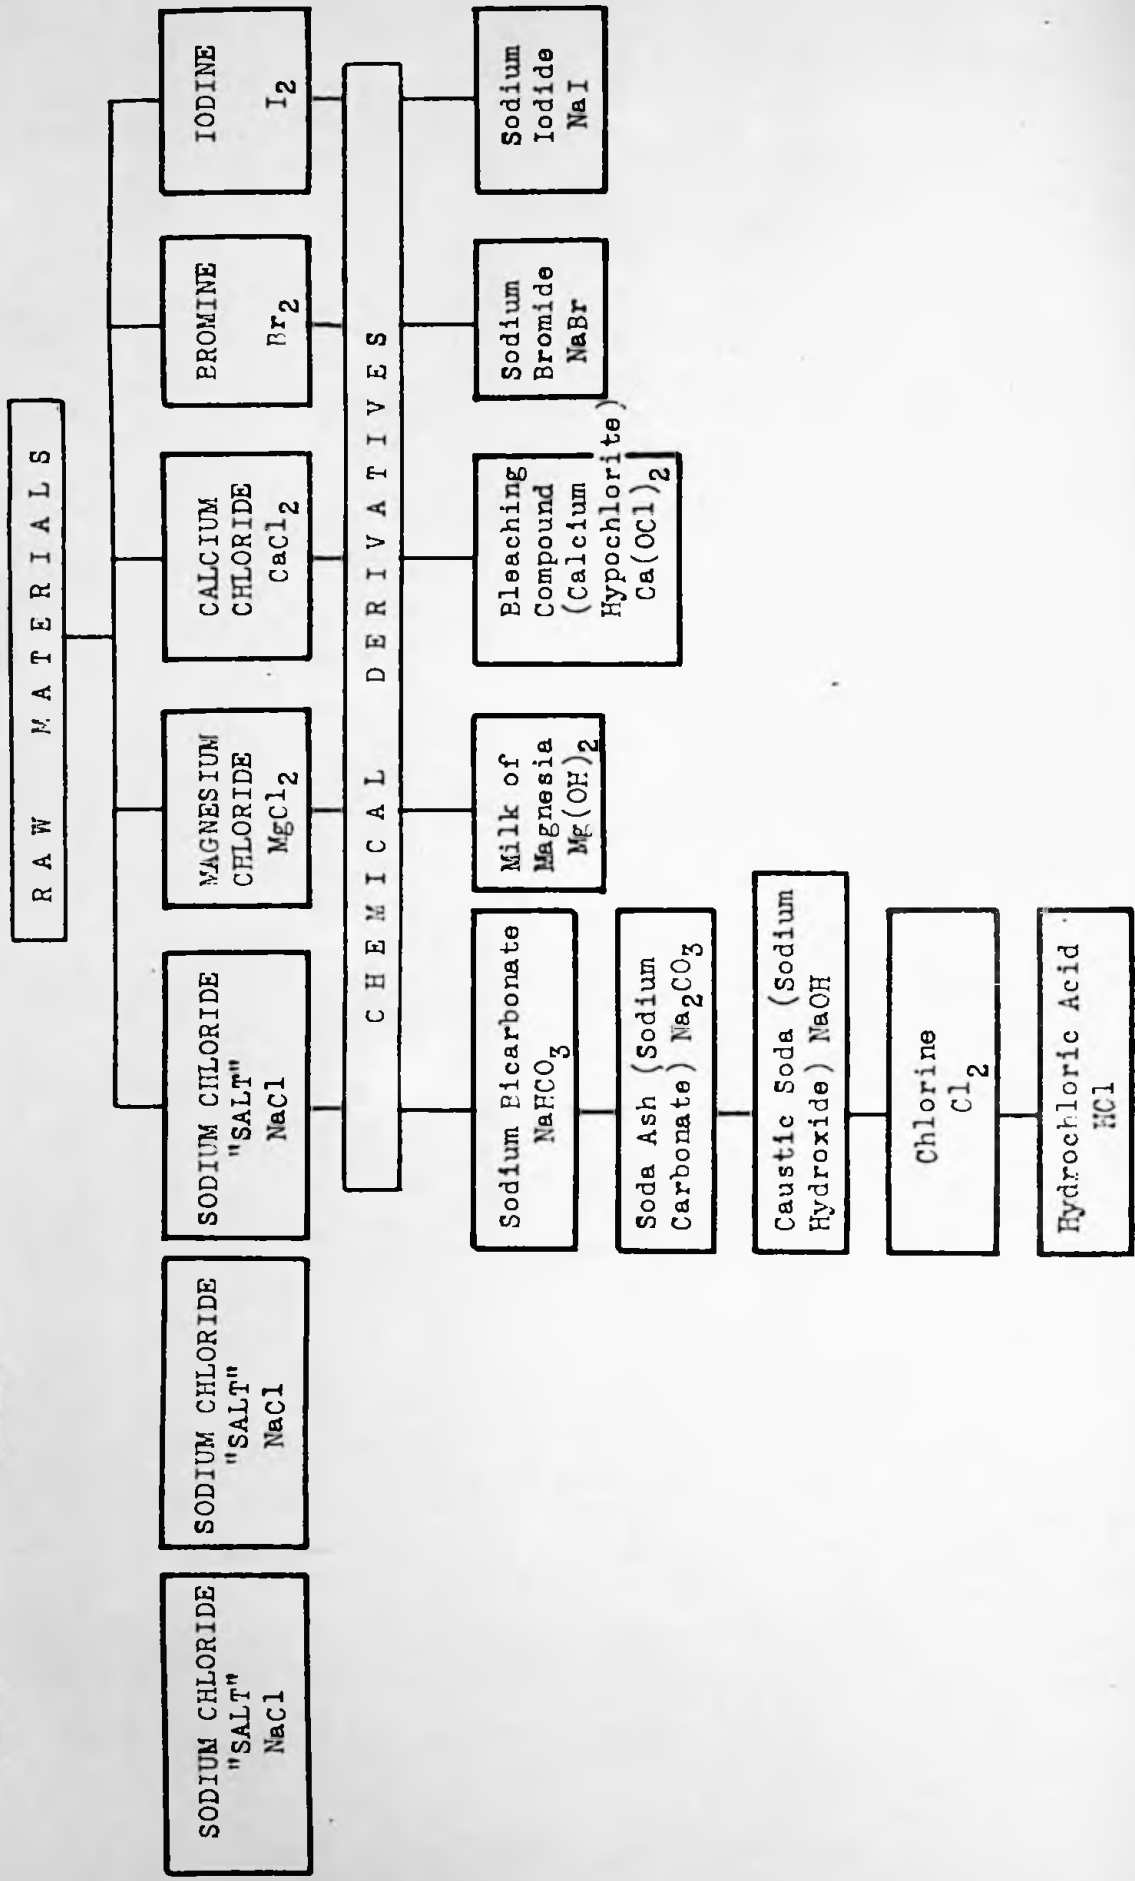 RAW MATERIALS
SODIUM CHLORIDE
"SALT"
NaCl
SODIUM CHLORIDE
"SALT"
NaCl
SODIUM CHLORIDE
"SALT"
NaCl
MAGNESIUM
CHLORIDE
MgCl2
CALCIUM
CHLORIDE
CaCl2
BROMINE
Br2
IODINE
I2
CHEMICAL DERIVATIVES
Sodium Bicarbonate
NaHCO3
Soda Ash (Sodium
Carbonate) Na2CO3
Caustic Soda (Sodium
Hydroxide) NaOH
Chlorine
Cl2
Hydrochloric Acid
HCl
Milk of
Magnesia
Mg(OH)2
Bleaching
Compound
(Calcium
Hypochlorite)
Ca(OCl)2
Sodium
Bromide
NaBr
Sodium
Iodide
NaI